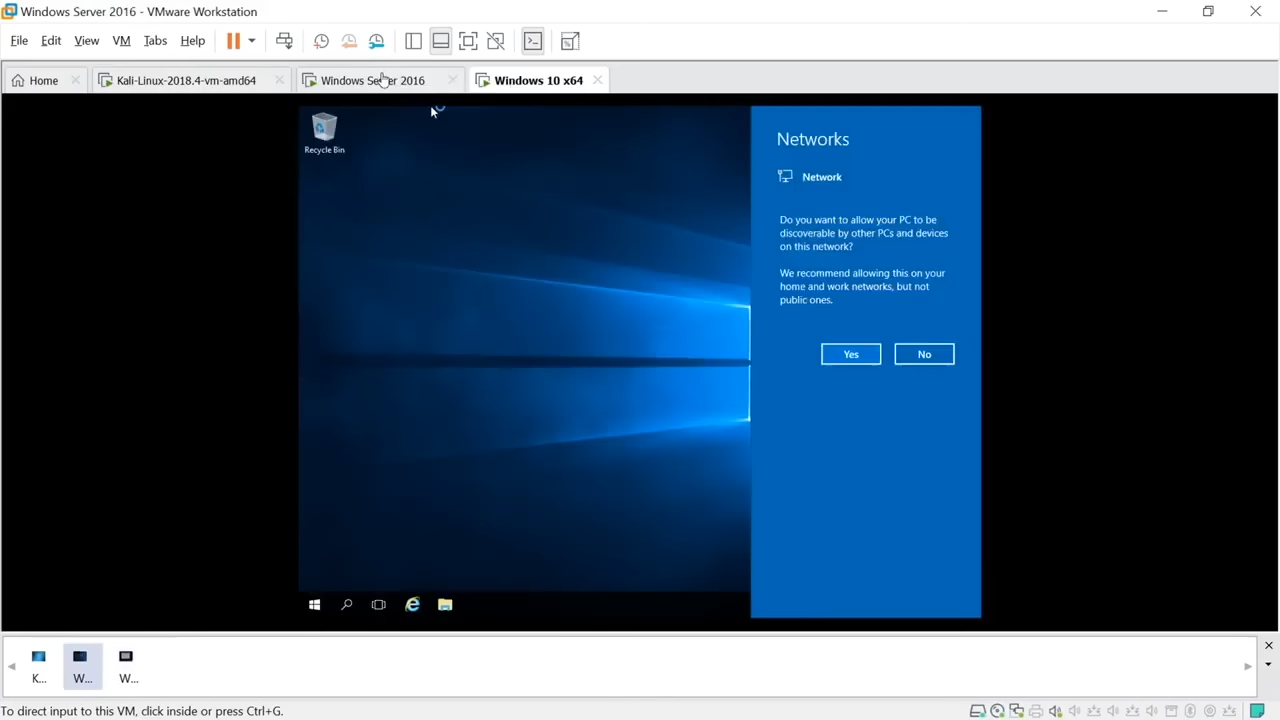 Windows Server 2016 - VMware Workstation
File Edit View VM Tabs Help
Home Kali-Linux-2018.4-vm-amd64 Windows Server 2016 Windows 10 x64
Recycle Bin
Networks
Network
Do you want to allow your PC to be
discoverable by other PCs and devices
on this network?
We recommend allowing this on your
home and work networks, but not
public ones.
Yes No
K... W... W...
To direct input to this VM, click inside or press Ctrl+G.